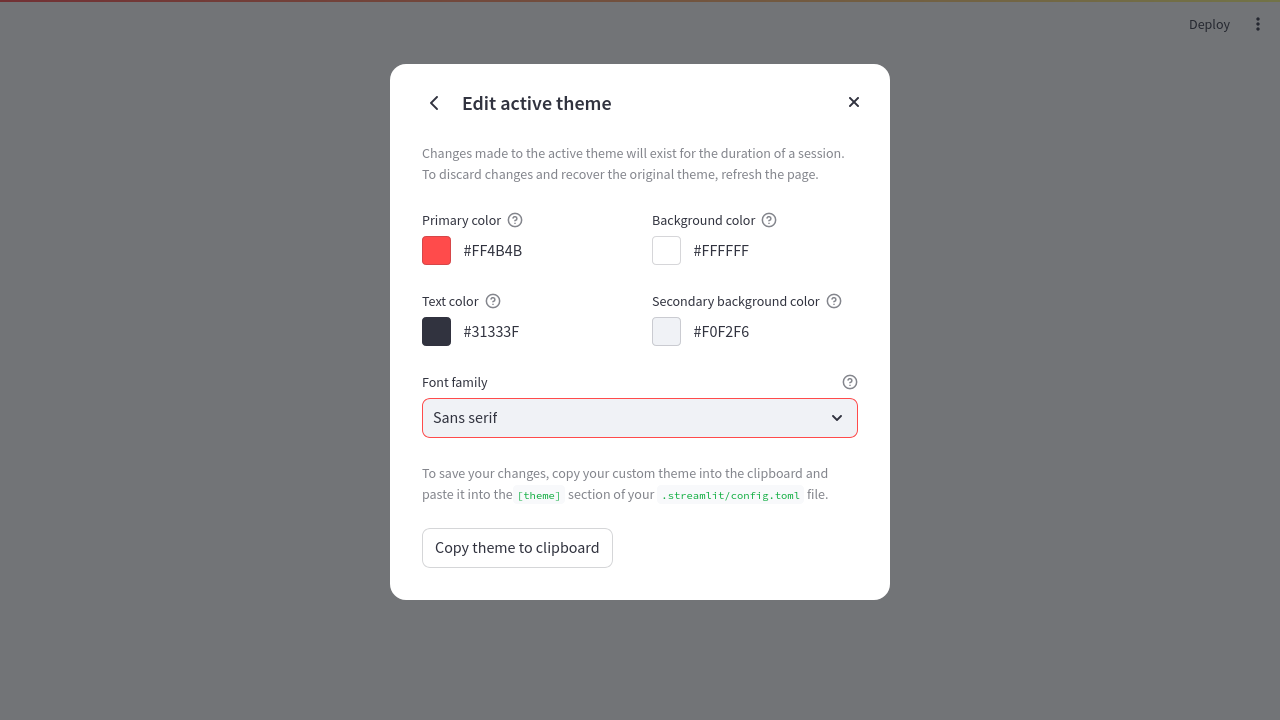 Deploy
Edit active theme
Changes made to the active theme will exist for the duration of a session.
To discard changes and recover the original theme, refresh the page.
Primary color
Background color
#FF4B4B
#FFFFFF
Text color
Secondary background color
#31333F
#F0F2F6
Font family
Sans serif
To save your changes, copy your custom theme into the clipboard and
paste it into the [theme] section of your .streamlit/config.toml file.
Copy theme to clipboard